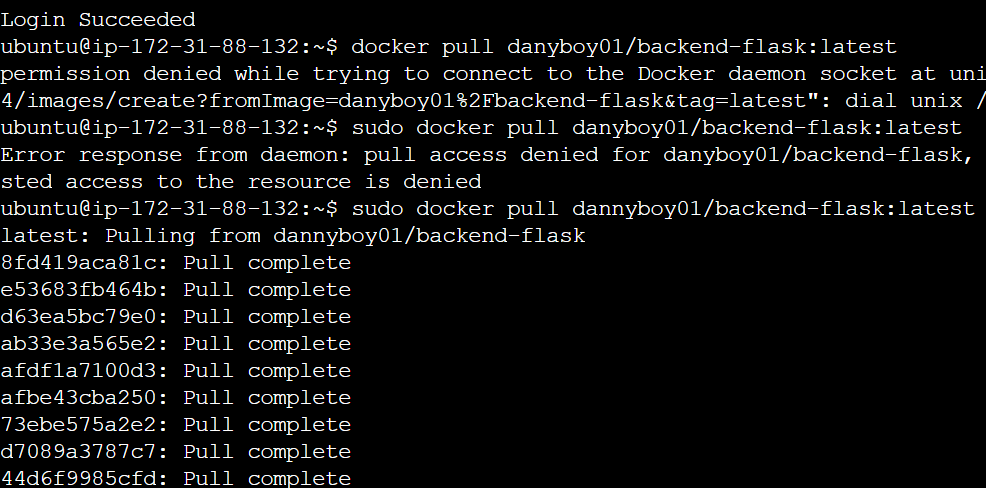 Login Succeeded
ubuntu@ip-172-31-88-132:~$ docker pull danyboy01/backend-flask:latest
permission denied while trying to connect to the Docker daemon socket at uni
4/images/create?fromImage=danyboy01%2Fbackend-flask&tag=latest": dial unix /
ubuntu@ip-172-31-88-132:~$ sudo docker pull danyboy01/backend-flask:latest
Error response from daemon: pull access denied for danyboy01/backend-flask,
sted access to the resource is denied
ubuntu@ip-172-31-88-132:~$ sudo docker pull dannyboy01/backend-flask:latest
latest: Pulling from dannyboy01/backend-flask
8fd419aca81c: Pull complete
e53683fb464b: Pull complete
d63ea5bc79e0: Pull complete
ab33e3a565e2: Pull complete
afdf1a7100d3: Pull complete
afbe43cba250: Pull complete
73ebe575a2e2: Pull complete
d7089a3787c7: Pull complete
44d6f9985cfd: Pull complete